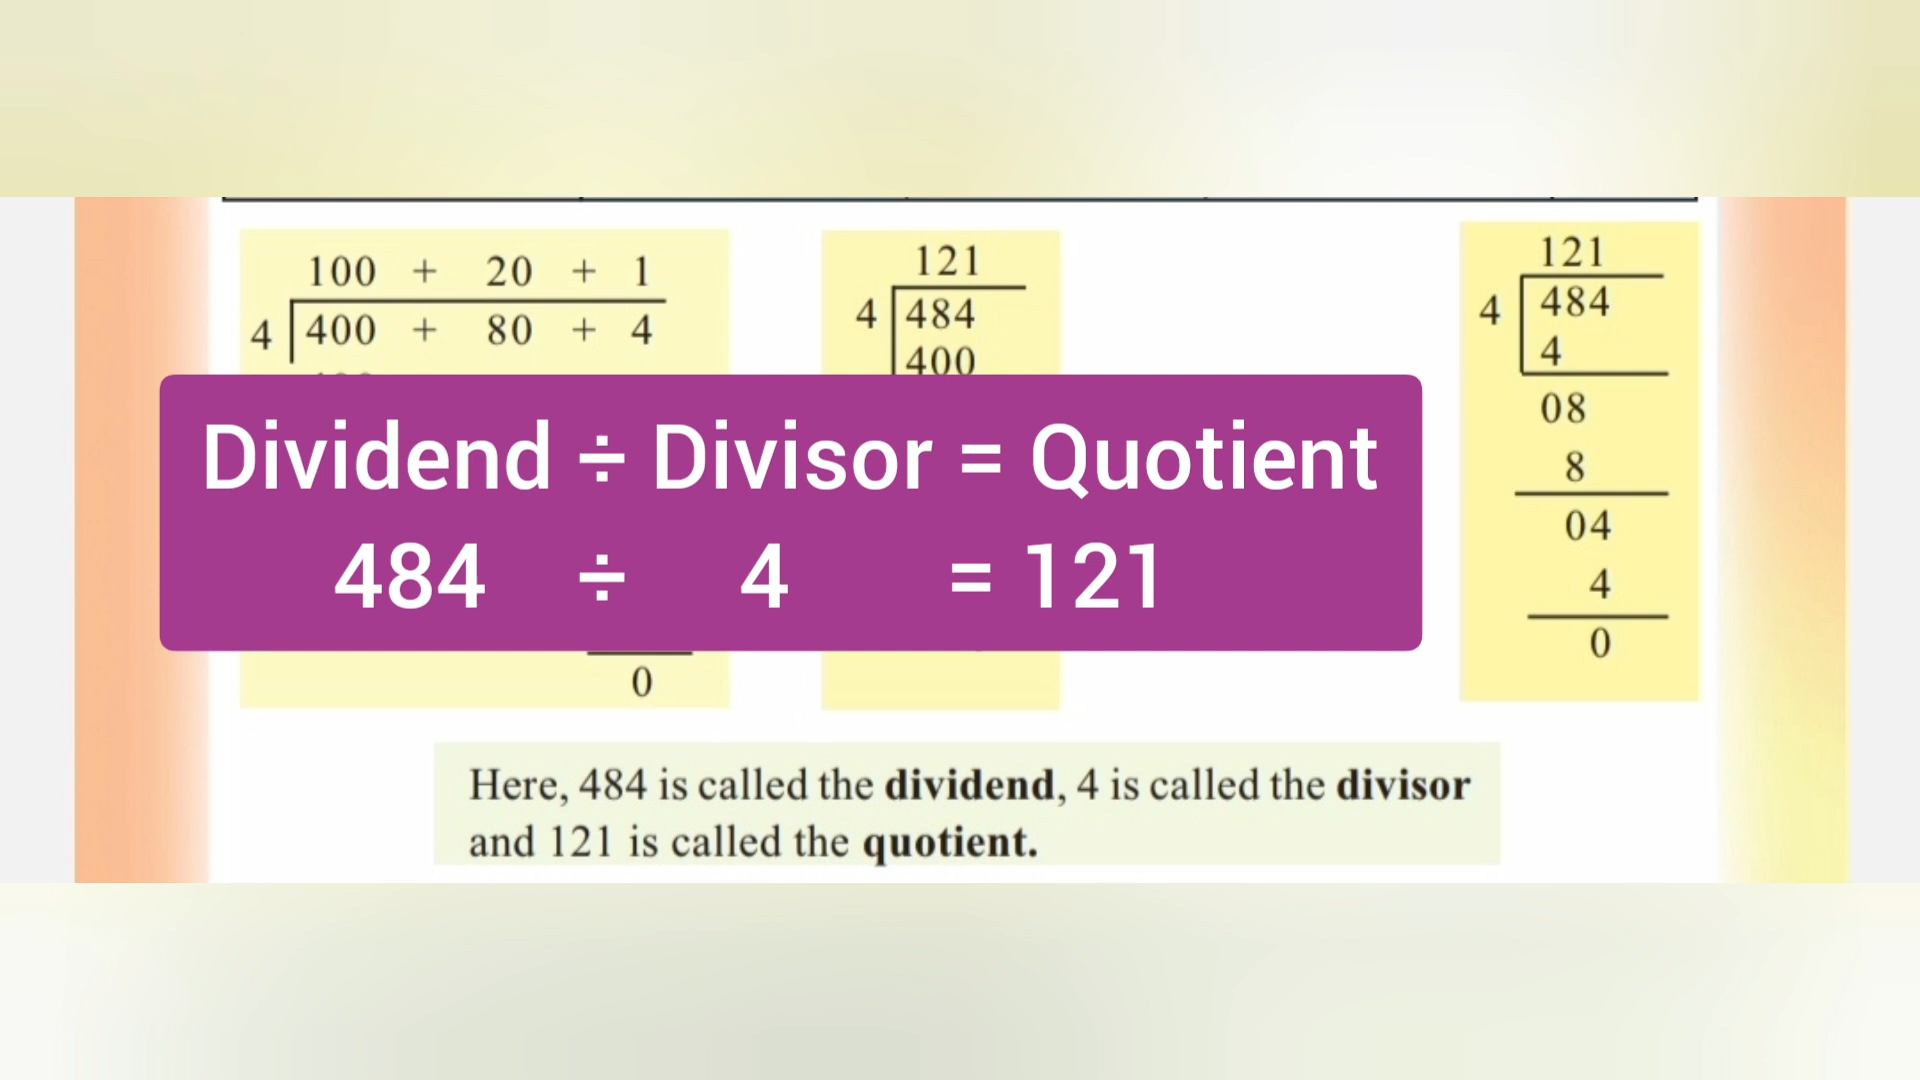 100 + 20 + 1
4 400 + 80 + 4
0
121
4 484
400
121
4 484
4
08
8
04
4
0
Dividend ÷ Divisor = Quotient
484 ÷ 4 = 121
Here, 484 is called the dividend, 4 is called the divisor
and 121 is called the quotient.